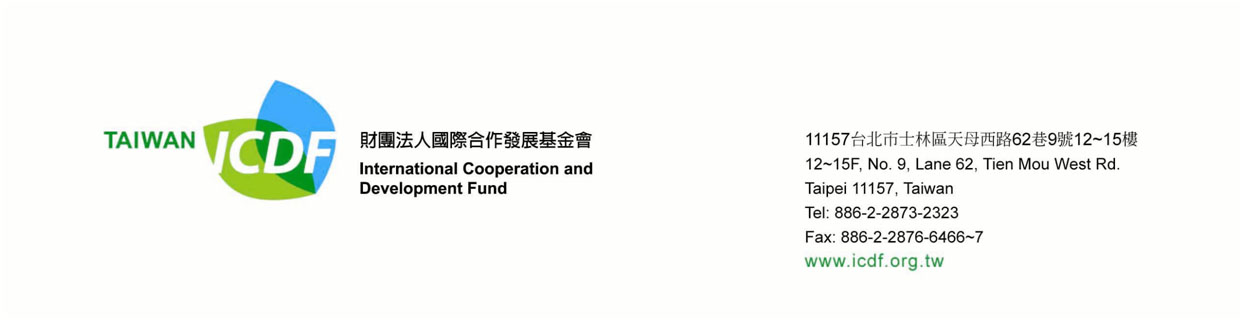 TAIWAN ICDF
財團法人國際合作發展基金會
International Cooperation and
Development Fund
11157台北市士林區天母西路62巷9號12~15樓
12~15F, No. 9, Lane 62, Tien Mou West Rd.
Taipei 11157, Taiwan
Tel: 886-2-2873-2323
Fax: 886-2-2876-6466~7
www.icdf.org.tw